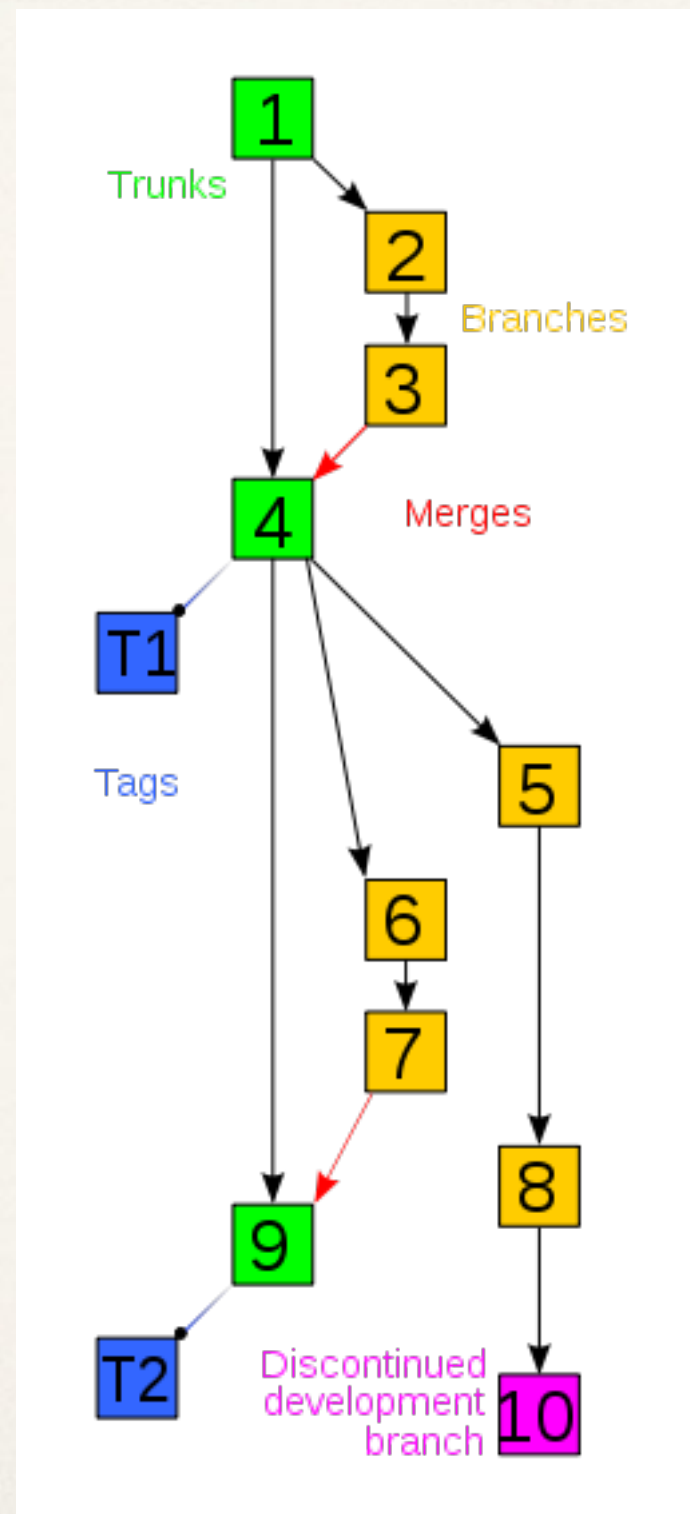 1
Trunks
2
Branches
3
4
Merges
T1
Tags
5
6
7
8
9
T2
Discontinued
development
branch
10